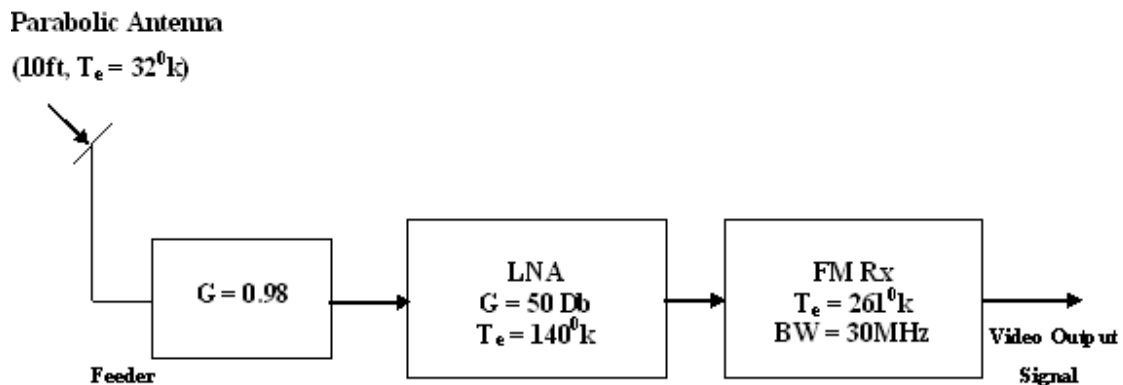 Parabolic Antenna
(10ft, Tₑ = 32⁰k)
G = 0.98
LNA
G = 50 Db
Tₑ = 140⁰k
FM Rx
Tₑ = 261⁰k
BW = 30MHz
Feeder
Video Output
Signal